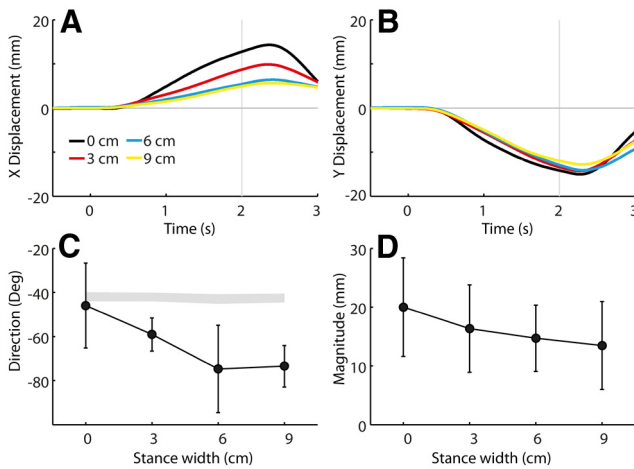 A
B
20
0
-20
X Displacement (mm)
0 cm
6 cm
3 cm
9 cm
0
1
2
3
Time (s)
20
0
-20
Y Displacement (mm)
0
1
2
3
Time (s)
C
D
-20
-40
-60
-80
Direction (Deg)
0
3
6
9
Stance width (cm)
30
20
10
0
Magnitude (mm)
0
3
6
9
Stance width (cm)